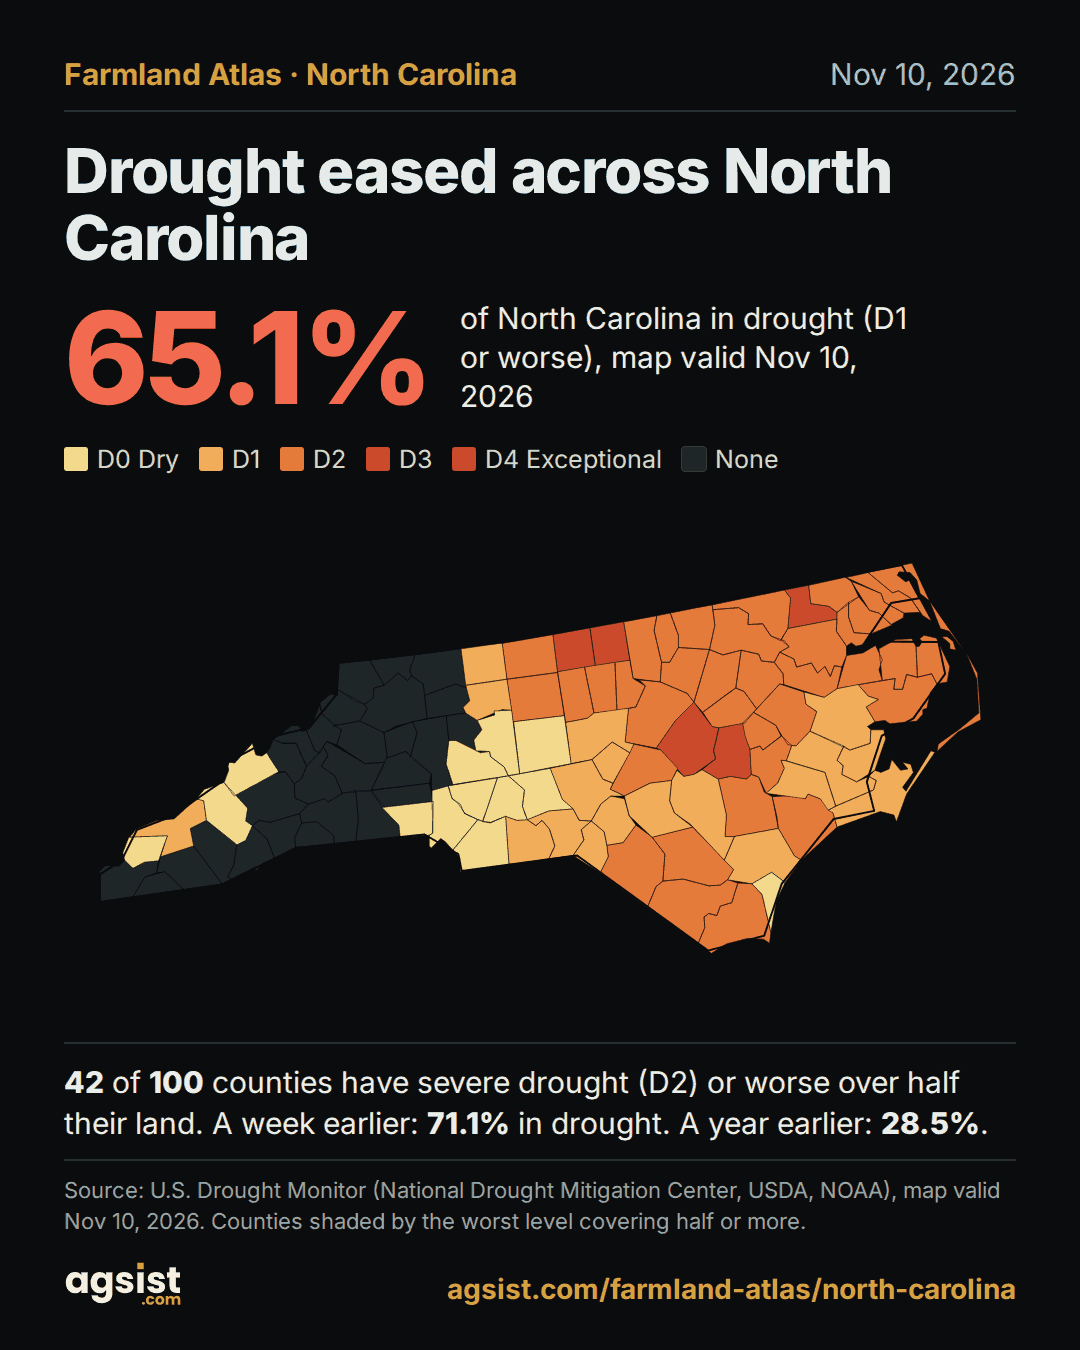 Farmland Atlas · North Carolina
Nov 10, 2026
Drought eased across North
Carolina
65.1%
of North Carolina in drought (D1
or worse), map valid Nov 10,
2026
D0 Dry D1 D2 D3 D4 Exceptional None
42 of 100 counties have severe drought (D2) or worse over half
their land. A week earlier: 71.1% in drought. A year earlier: 28.5%.
Source: U.S. Drought Monitor (National Drought Mitigation Center, USDA, NOAA), map valid
Nov 10, 2026. Counties shaded by the worst level covering half or more.
agsist
.com
agsist.com/farmland-atlas/north-carolina